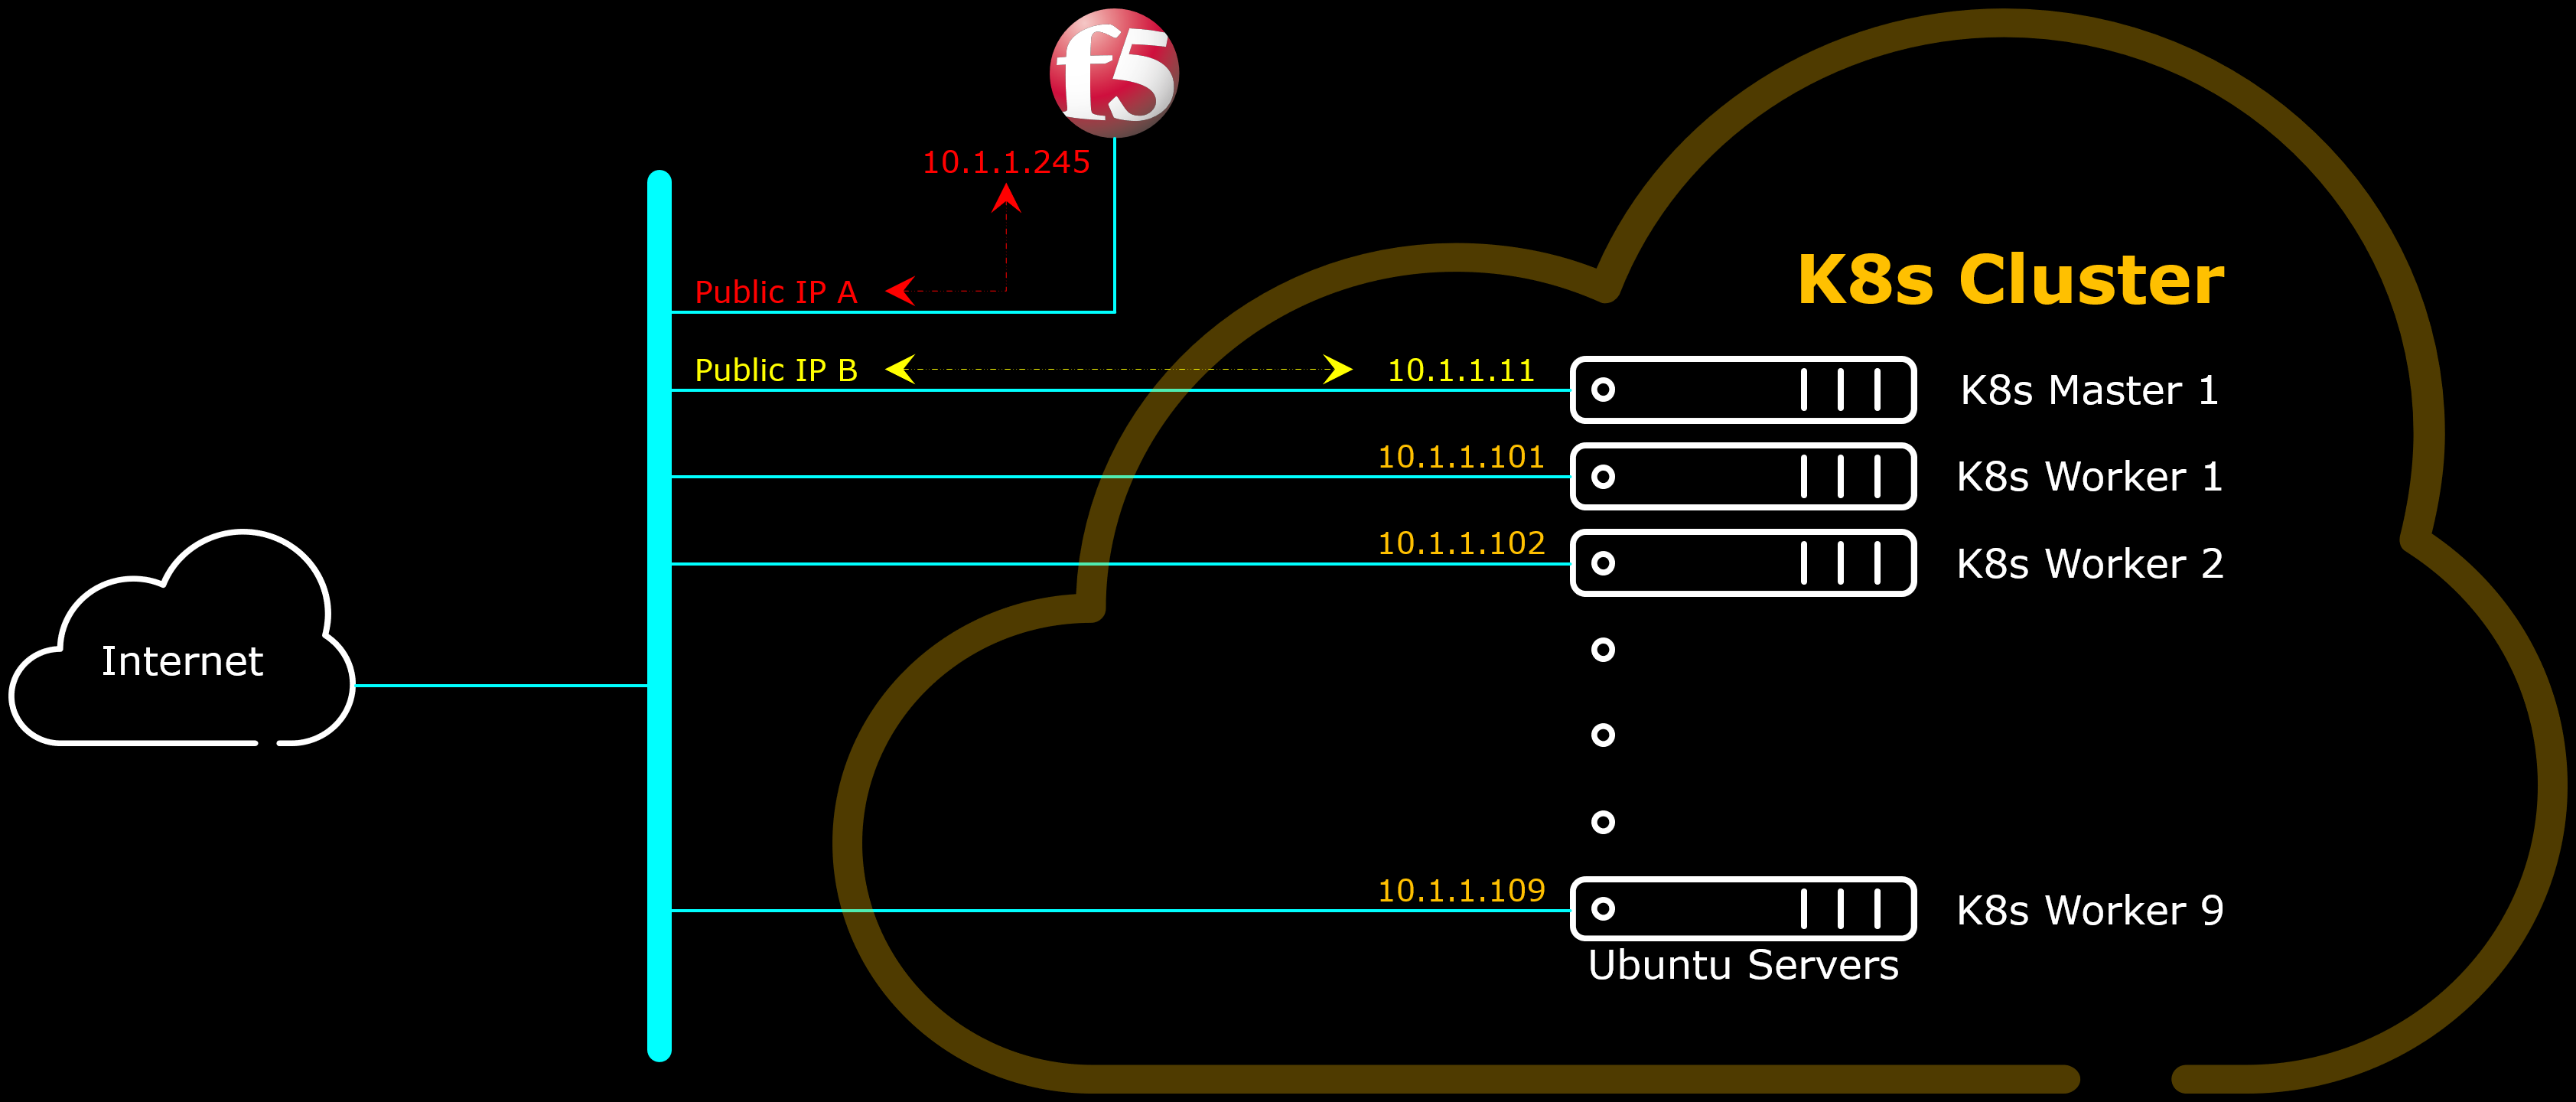 f5
10.1.1.245
Public IP A
K8s Cluster
Public IP B
10.1.1.11
K8s Master 1
10.1.1.101
K8s Worker 1
10.1.1.102
K8s Worker 2
Internet
10.1.1.109
K8s Worker 9
Ubuntu Servers